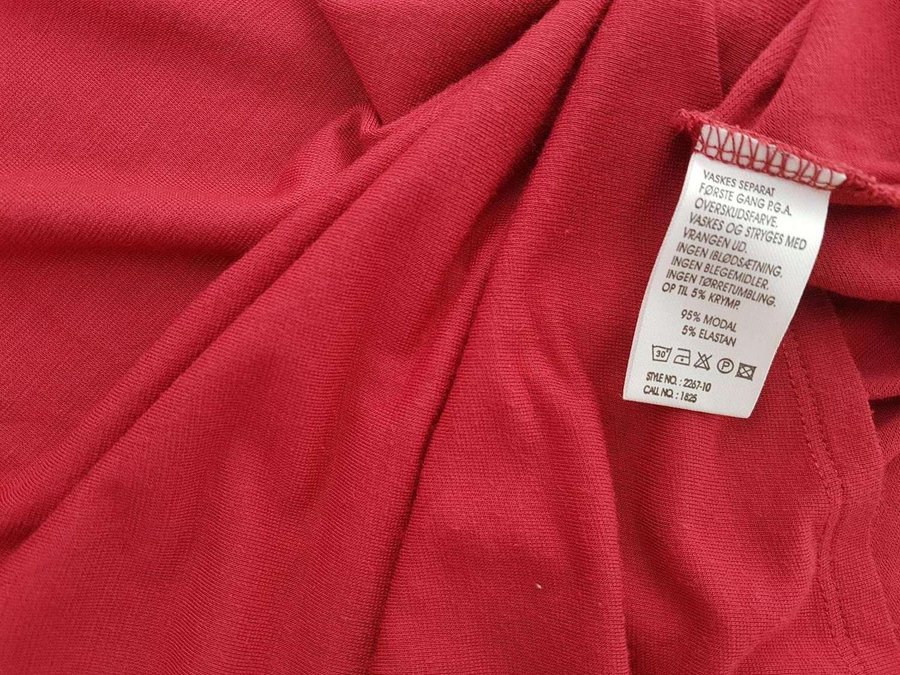 VASKES SEPARAT
FØRSTE GANG P.G.A.
OVERSKUDSFARVE.
VASKES OG STRYGES MED
VRANGEN UD.
INGEN IBLØDSÆTNING.
INGEN BLEGEMIDLER.
INGEN TØRRETUMBLING.
OP TIL 5% KRYMP.
95% MODAL
5% ELASTAN
30° P
STYLE NO. : 2267-10
CALL NO. : 1825